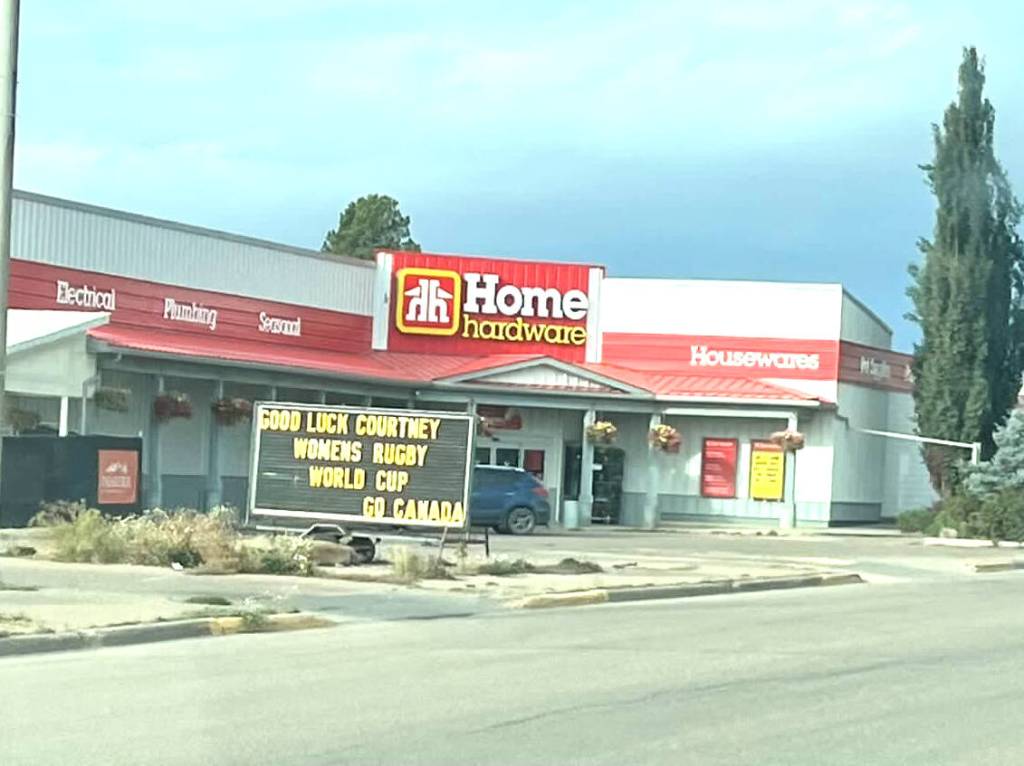 Electrical
Plumbing
Seasonal
Home
hardware
Housewares
GOOD LUCK COURTNEY
WOMENS RUGBY
WORLD CUP
GO CANADA